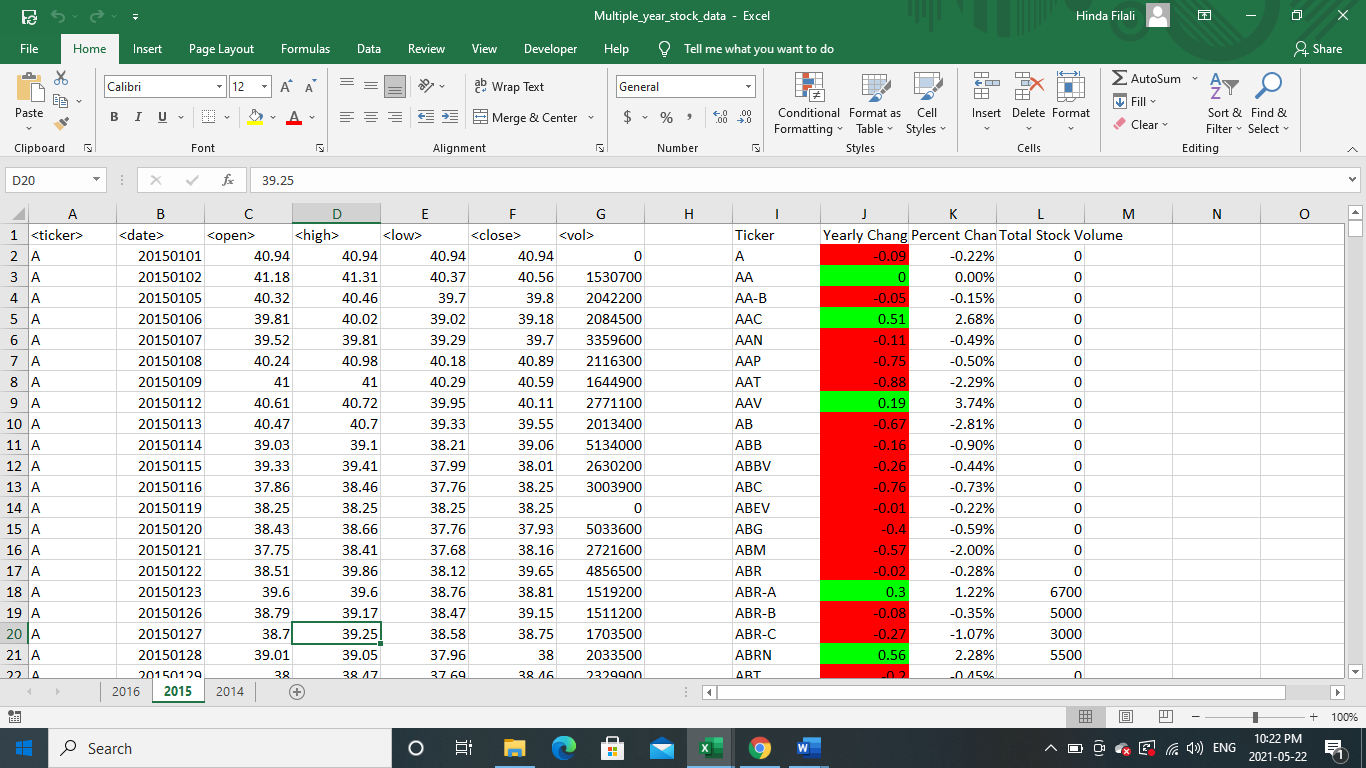 Multiple_year_stock_data - Excel Hinda Filali
File Home Insert Page Layout Formulas Data Review View Developer Help Tell me what you want to do Share
Calibri 12 ab Wrap Text General AutoSum
Paste B I U Merge & Center $ % , Conditional Formatting Format as Table Cell Styles Insert Delete Format Fill Clear Sort & Filter Find & Select
Clipboard Font Alignment Number Styles Cells Editing
D20 fx 39.25
A B C D E F G H I J K L M N O
1 <ticker> <date> <open> <high> <low> <close> <vol> Ticker Yearly Chang Percent Chan Total Stock Volume
2 A 20150101 40.94 40.94 40.94 40.94 0 A -0.09 -0.22% 0
3 A 20150102 41.18 41.31 40.37 40.56 1530700 AA 0 0.00% 0
4 A 20150105 40.32 40.46 39.7 39.8 2042200 AA-B -0.05 -0.15% 0
5 A 20150106 39.81 40.02 39.02 39.18 2084500 AAC 0.51 2.68% 0
6 A 20150107 39.52 39.81 39.29 39.7 3359600 AAN -0.11 -0.49% 0
7 A 20150108 40.24 40.98 40.18 40.89 2116300 AAP -0.75 -0.50% 0
8 A 20150109 41 41 40.29 40.59 1644900 AAT -0.88 -2.29% 0
9 A 20150112 40.61 40.72 39.95 40.11 2771100 AAV 0.19 3.74% 0
10 A 20150113 40.47 40.7 39.33 39.55 2013400 AB -0.67 -2.81% 0
11 A 20150114 39.03 39.1 38.21 39.06 5134000 ABB -0.16 -0.90% 0
12 A 20150115 39.33 39.41 37.99 38.01 2630200 ABBV -0.26 -0.44% 0
13 A 20150116 37.86 38.46 37.76 38.25 3003900 ABC -0.76 -0.73% 0
14 A 20150119 38.25 38.25 38.25 38.25 0 ABEV -0.01 -0.22% 0
15 A 20150120 38.43 38.66 37.76 37.93 5033600 ABG -0.4 -0.59% 0
16 A 20150121 37.75 38.41 37.68 38.16 2721600 ABM -0.57 -2.00% 0
17 A 20150122 38.51 39.86 38.12 39.65 4856500 ABR -0.02 -0.28% 0
18 A 20150123 39.6 39.6 38.76 38.81 1519200 ABR-A 0.3 1.22% 6700
19 A 20150126 38.79 39.17 38.47 39.15 1511200 ABR-B -0.08 -0.35% 5000
20 A 20150127 38.7 39.25 38.58 38.75 1703500 ABR-C -0.27 -1.07% 3000
21 A 20150128 39.01 39.05 37.96 38 2033500 ABRN 0.56 2.28% 5500
22 A 20150129 38 38.47 37.69 38.46 2329900 ABT -0.2 -0.45% 0
2016 2015 2014
100%
Search ENG 10:22 PM
2021-05-22 1